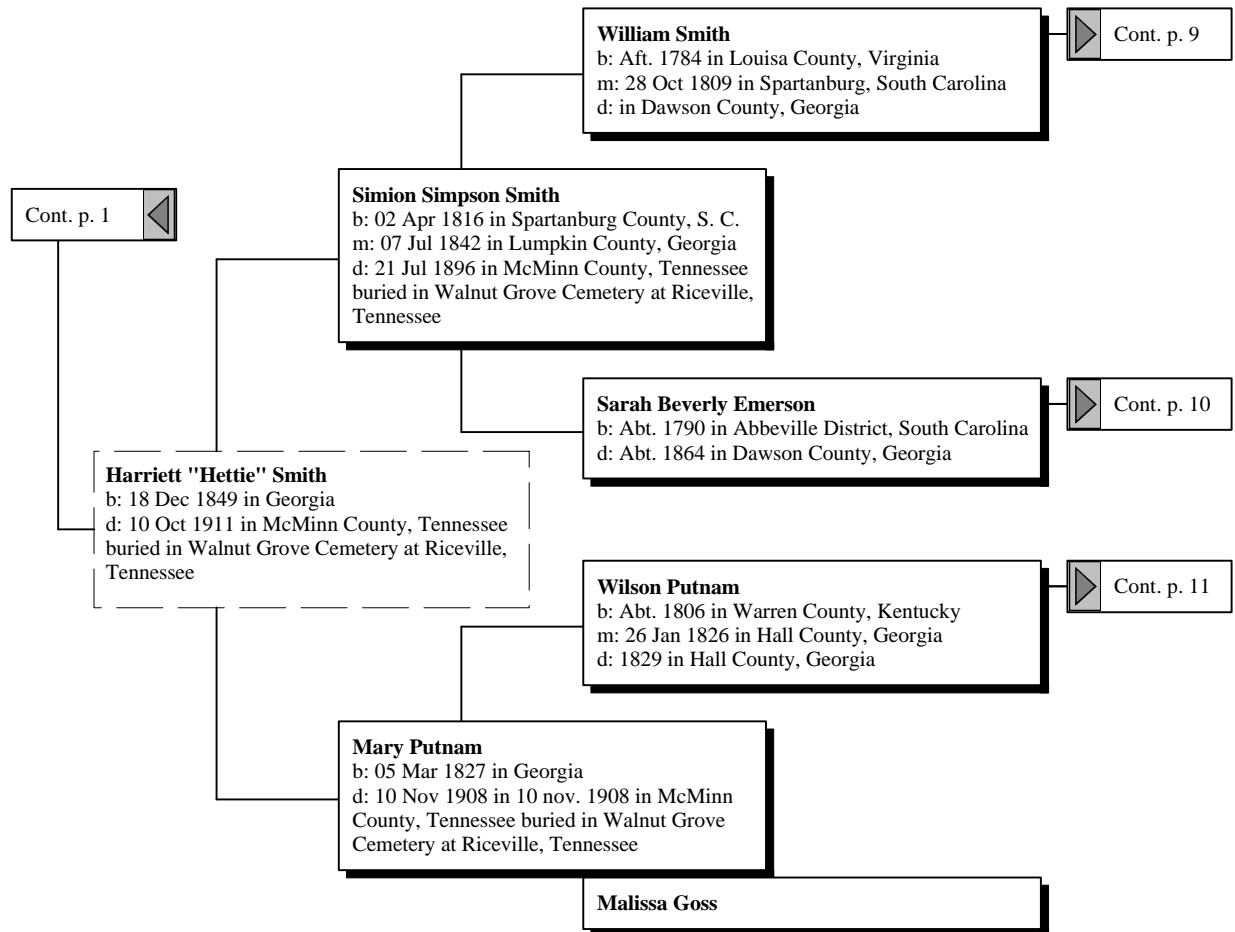 William Smith
b: Aft. 1784 in Louisa County, Virginia
m: 28 Oct 1809 in Spartanburg, South Carolina
d: in Dawson County, Georgia
Cont. p. 9
Simion Simpson Smith
b: 02 Apr 1816 in Spartanburg County, S. C.
m: 07 Jul 1842 in Lumpkin County, Georgia
d: 21 Jul 1896 in McMinn County, Tennessee
buried in Walnut Grove Cemetery at Riceville,
Tennessee
Cont. p. 1
Sarah Beverly Emerson
b: Abt. 1790 in Abbeville District, South Carolina
d: Abt. 1864 in Dawson County, Georgia
Cont. p. 10
Harriett "Hettie" Smith
b: 18 Dec 1849 in Georgia
d: 10 Oct 1911 in McMinn County, Tennessee
buried in Walnut Grove Cemetery at Riceville,
Tennessee
Wilson Putnam
b: Abt. 1806 in Warren County, Kentucky
m: 26 Jan 1826 in Hall County, Georgia
d: 1829 in Hall County, Georgia
Cont. p. 11
Mary Putnam
b: 05 Mar 1827 in Georgia
d: 10 Nov 1908 in 10 nov. 1908 in McMinn
County, Tennessee buried in Walnut Grove
Cemetery at Riceville, Tennessee
Malissa Goss